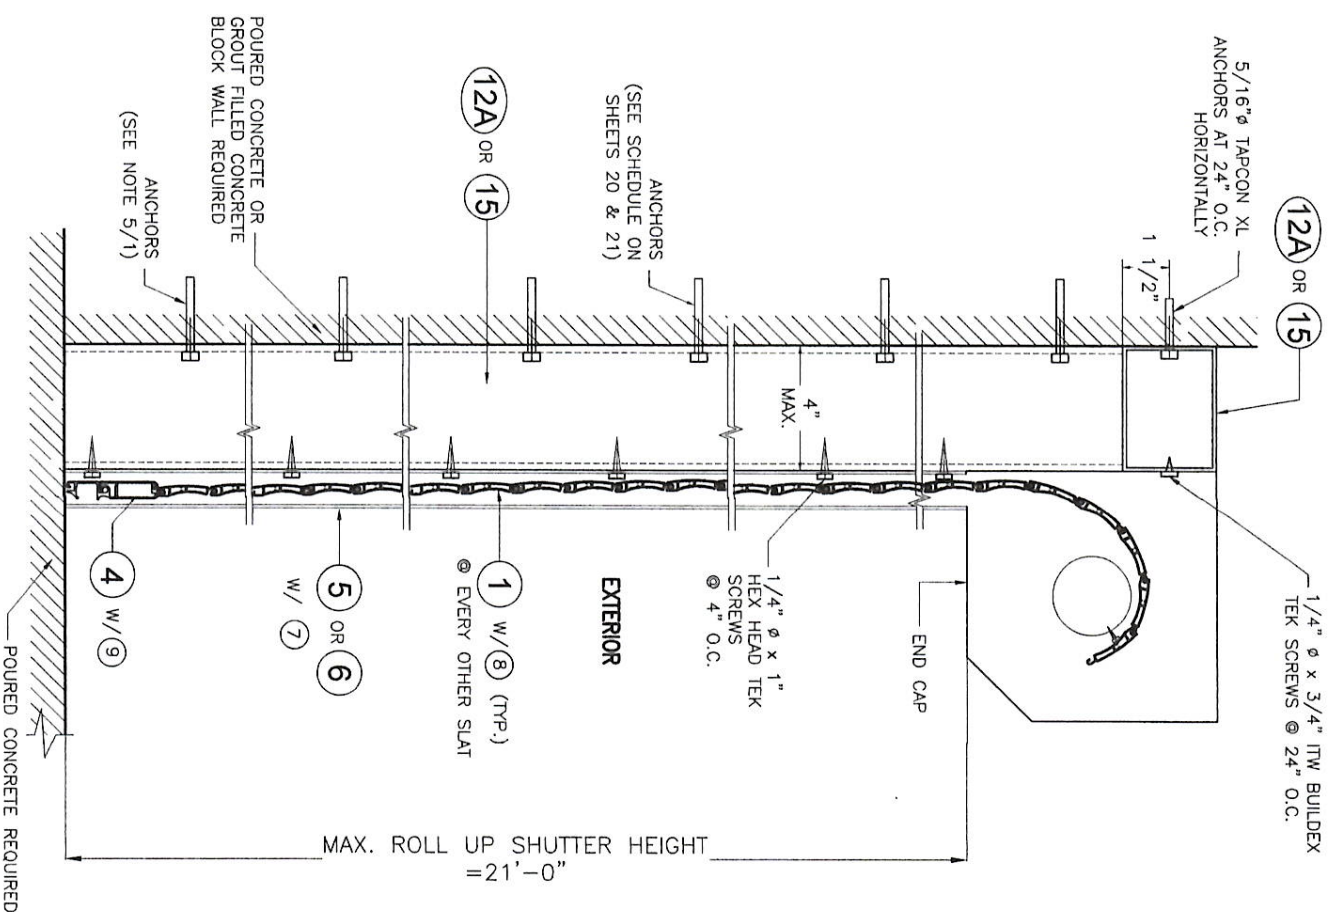 12A OR 15
5/16"ø TAPCON XL
ANCHORS AT 24" O.C.
HORIZONTALLY
1 1/2"
1/4" ø x 3/4" ITW BUILDEX
TEK SCREWS @ 24" O.C.
ANCHORS
(SEE SCHEDULE ON
SHEETS 20 & 21)
12A OR 15
4"
MAX.
END CAP
1/4" ø x 1"
HEX HEAD TEK
SCREWS
@ 4" O.C.
EXTERIOR
1 W/ 8 (TYP.)
@ EVERY OTHER SLAT
5 OR 6
W/ 7
4 W/ 9
POURED CONCRETE OR
GROUT FILLED CONCRETE
BLOCK WALL REQUIRED
ANCHORS
(SEE NOTE 5/1)
MAX. ROLL UP SHUTTER HEIGHT
=21'-0"
POURED CONCRETE REQUIRED